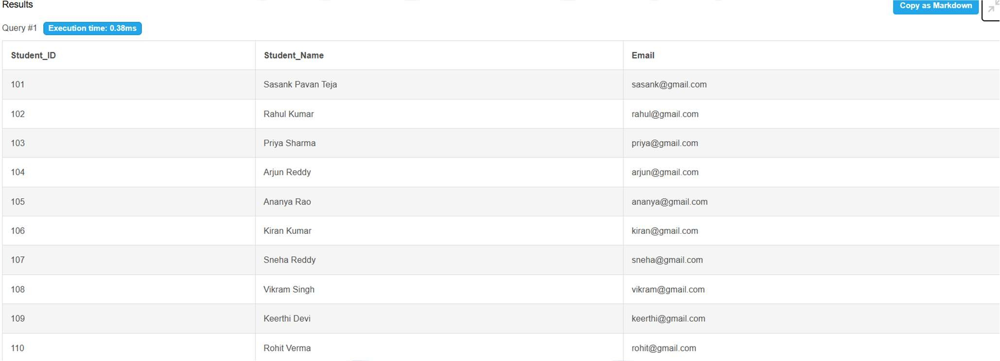 Results
Copy as Markdown
Query #1 Execution time: 0.38ms
Student_ID Student_Name Email
101 Sasank Pavan Teja sasank@gmail.com
102 Rahul Kumar rahul@gmail.com
103 Priya Sharma priya@gmail.com
104 Arjun Reddy arjun@gmail.com
105 Ananya Rao ananya@gmail.com
106 Kiran Kumar kiran@gmail.com
107 Sneha Reddy sneha@gmail.com
108 Vikram Singh vikram@gmail.com
109 Keerthi Devi keerthi@gmail.com
110 Rohit Verma rohit@gmail.com